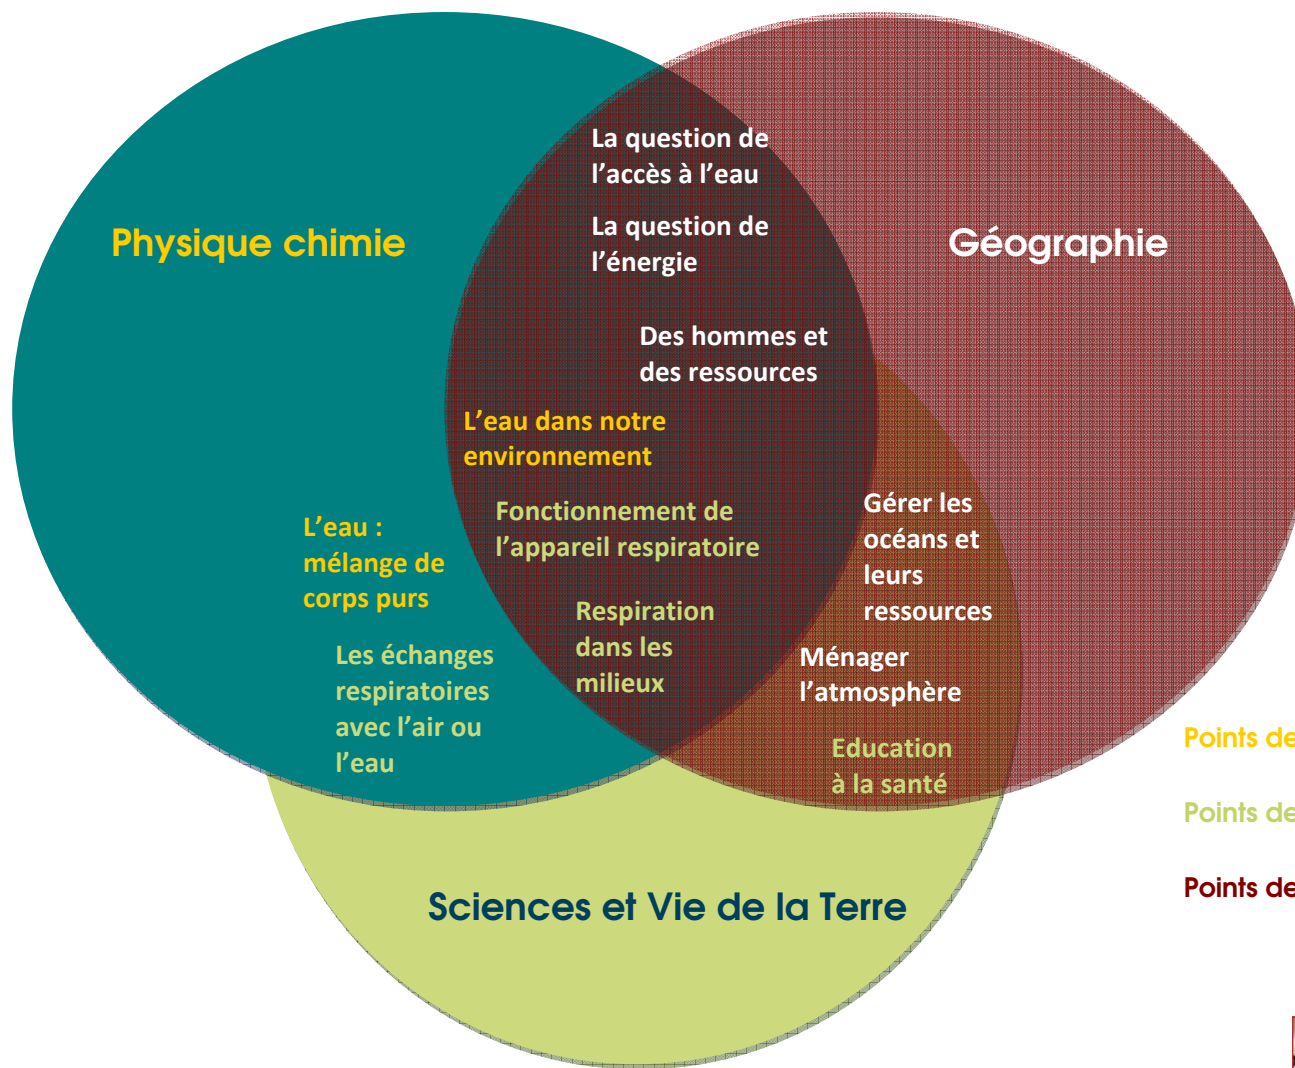 La question de
l’accès à l’eau
La question de
l’énergie
Physique chimie
Géographie
Des hommes et
des ressources
L’eau dans notre
environnement
Fonctionnement de
l’appareil respiratoire
Gérer les
océans et
leurs
ressources
L’eau :
mélange de
corps purs
Respiration
dans les
milieux
Les échanges
respiratoires
avec l’air ou
l’eau
Ménager
l’atmosphère
Education
à la santé
Points de
Points de
Points de
Sciences et Vie de la Terre